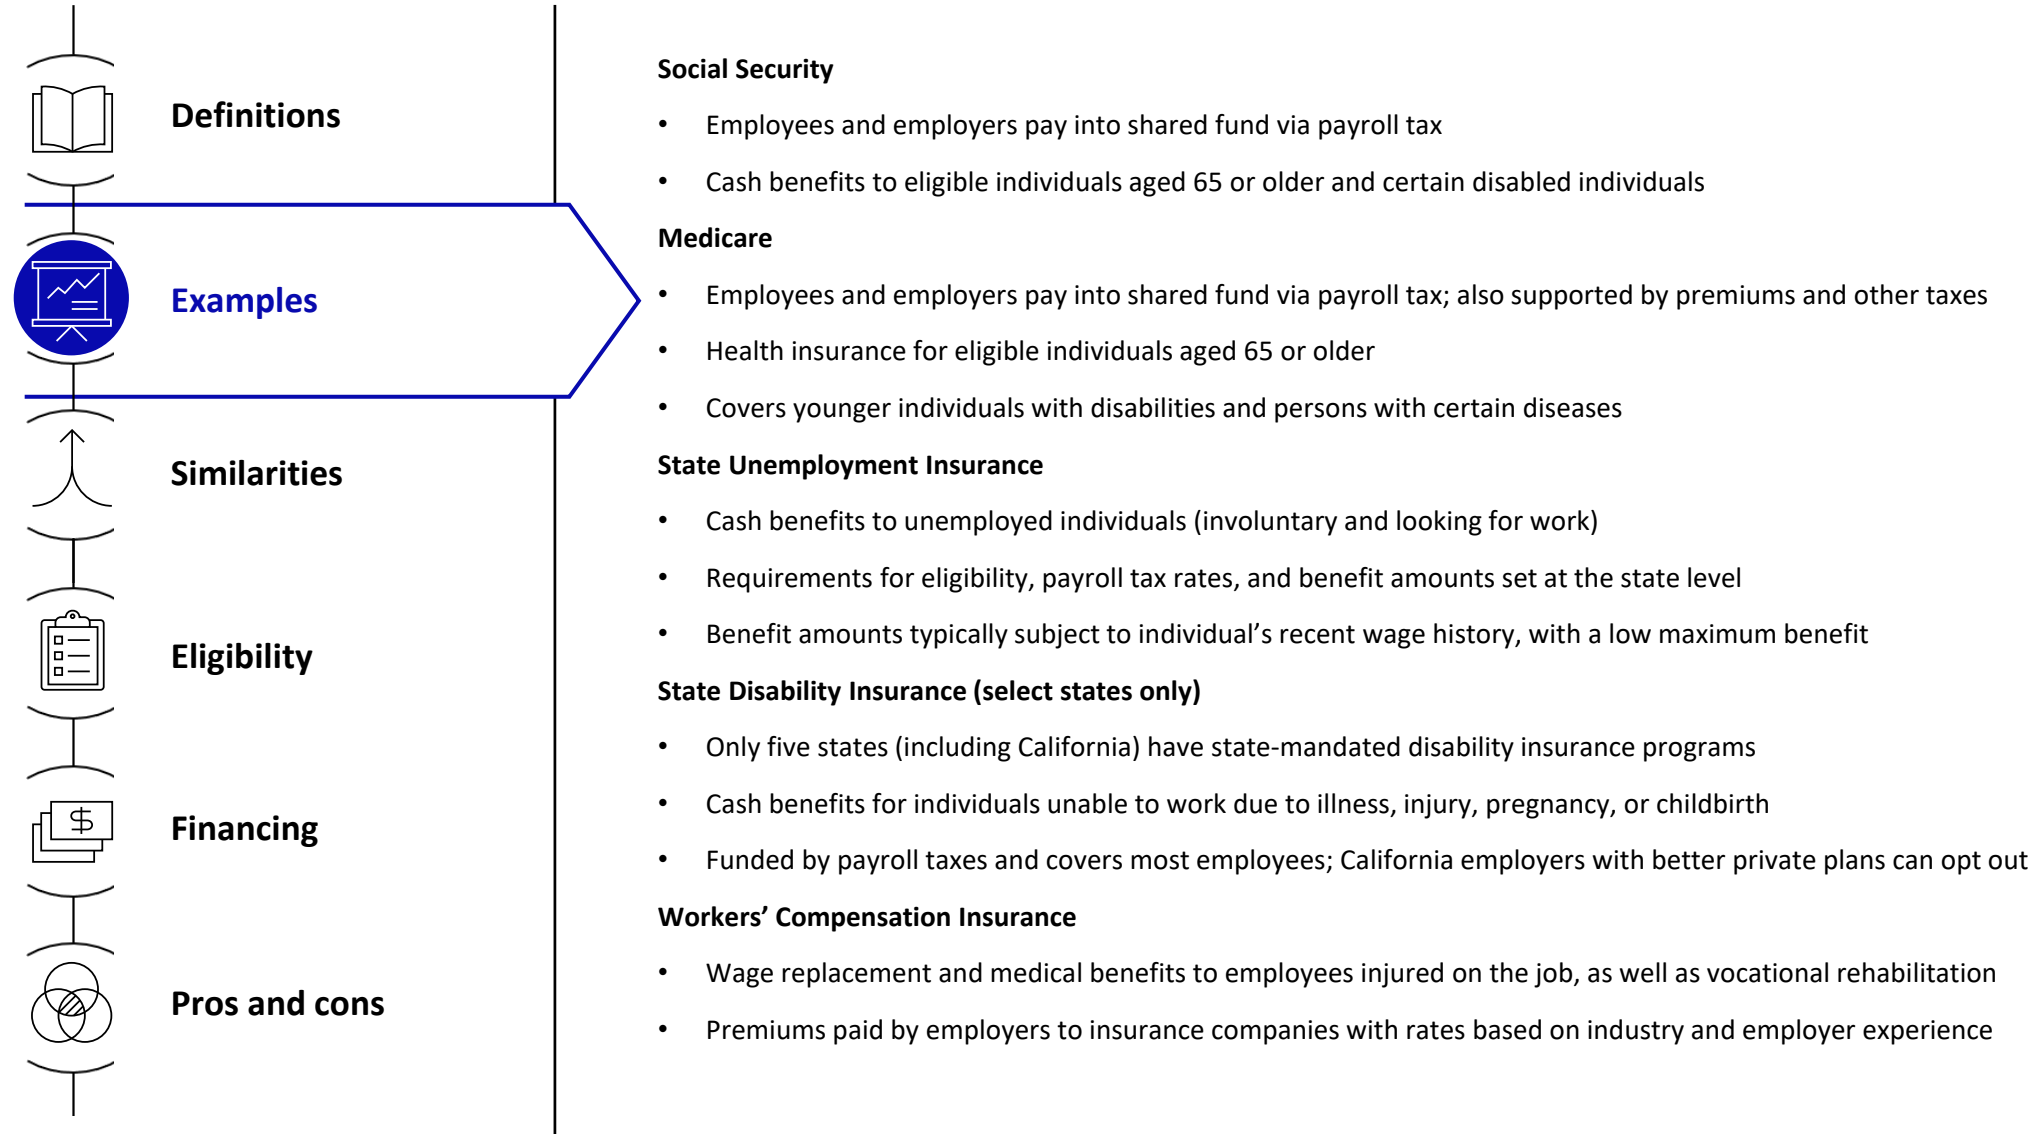 Definitions
Examples
Similarities
Eligibility
Financing
$
Pros and cons
Social Security
• Employees and employers pay into shared fund via payroll tax
• Cash benefits to eligible individuals aged 65 or older and certain disabled individuals
Medicare
• Employees and employers pay into shared fund via payroll tax; also supported by premiums and other taxes
• Health insurance for eligible individuals aged 65 or older
• Covers younger individuals with disabilities and persons with certain diseases
State Unemployment Insurance
• Cash benefits to unemployed individuals (involuntary and looking for work)
• Requirements for eligibility, payroll tax rates, and benefit amounts set at the state level
• Benefit amounts typically subject to individual’s recent wage history, with a low maximum benefit
State Disability Insurance (select states only)
• Only five states (including California) have state-mandated disability insurance programs
• Cash benefits for individuals unable to work due to illness, injury, pregnancy, or childbirth
• Funded by payroll taxes and covers most employees; California employers with better private plans can opt out
Workers’ Compensation Insurance
• Wage replacement and medical benefits to employees injured on the job, as well as vocational rehabilitation
• Premiums paid by employers to insurance companies with rates based on industry and employer experience